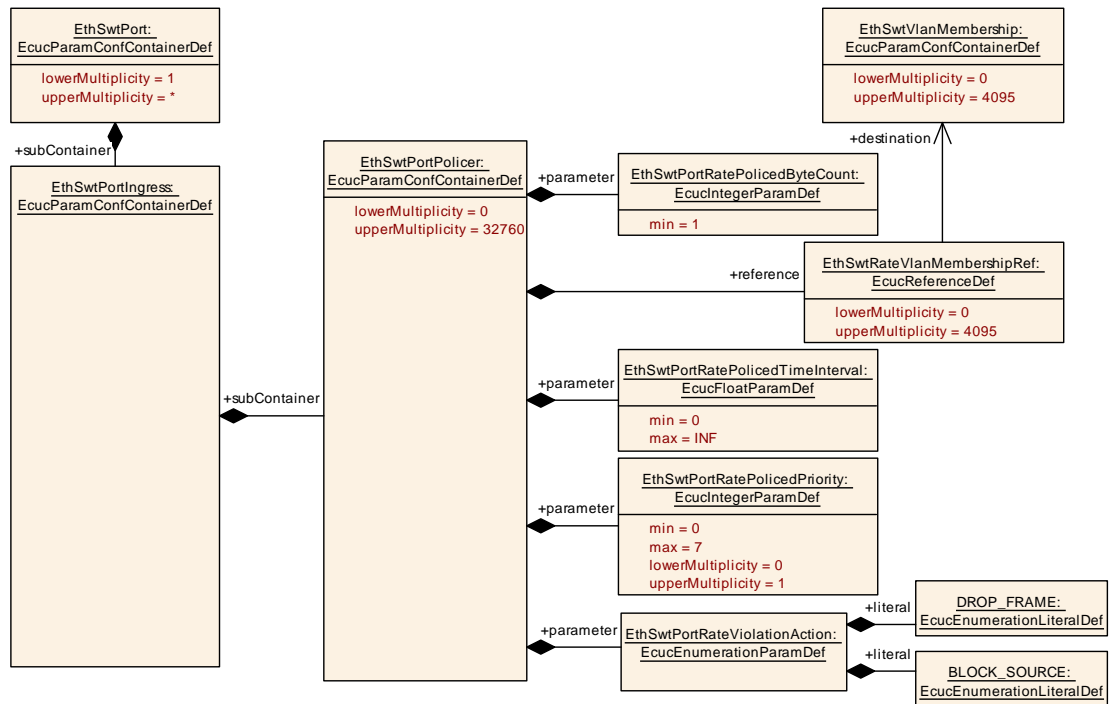 EthSwtPort:
EcucParamConfContainerDef
lowerMultiplicity = 1
upperMultiplicity = *
+subContainer
EthSwtPortIngress:
EcucParamConfContainerDef
+subContainer
EthSwtPortPolicer:
EcucParamConfContainerDef
lowerMultiplicity = 0
upperMultiplicity = 32760
+parameter
EthSwtPortRatePolicedByteCount:
EcucIntegerParamDef
min = 1
EthSwtVlanMembership:
EcucParamConfContainerDef
lowerMultiplicity = 0
upperMultiplicity = 4095
+destination
+reference
EthSwtRateVlanMembershipRef:
EcucReferenceDef
lowerMultiplicity = 0
upperMultiplicity = 4095
+parameter
EthSwtPortRatePolicedTimeInterval:
EcucFloatParamDef
min = 0
max = INF
+parameter
EthSwtPortRatePolicedPriority:
EcucIntegerParamDef
min = 0
max = 7
lowerMultiplicity = 0
upperMultiplicity = 1
+parameter
EthSwtPortRateViolationAction:
EcucEnumerationParamDef
+literal
DROP_FRAME:
EcucEnumerationLiteralDef
+literal
BLOCK_SOURCE:
EcucEnumerationLiteralDef